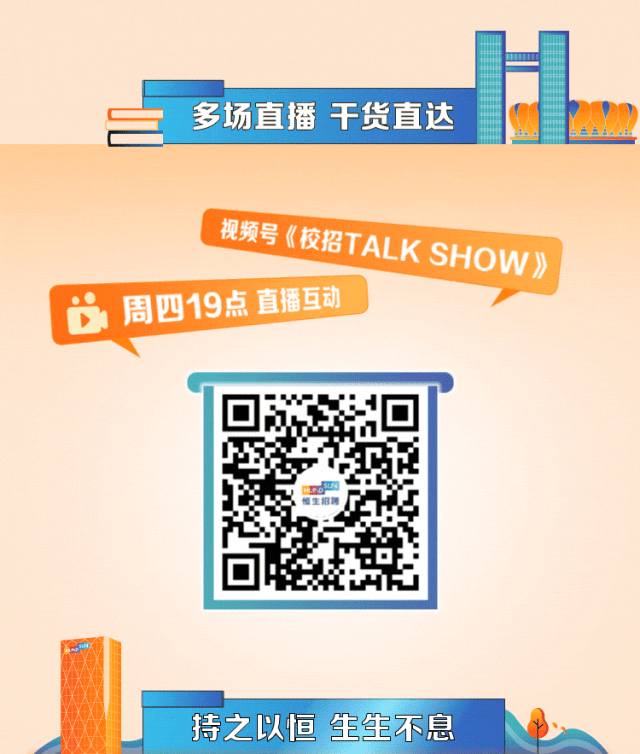 多场直播 干货直达
视频号《校招TALK SHOW》
周四19点 直播互动
HUNDSUN
恒生招聘
HUNDSUN
持之以恒 生生不息